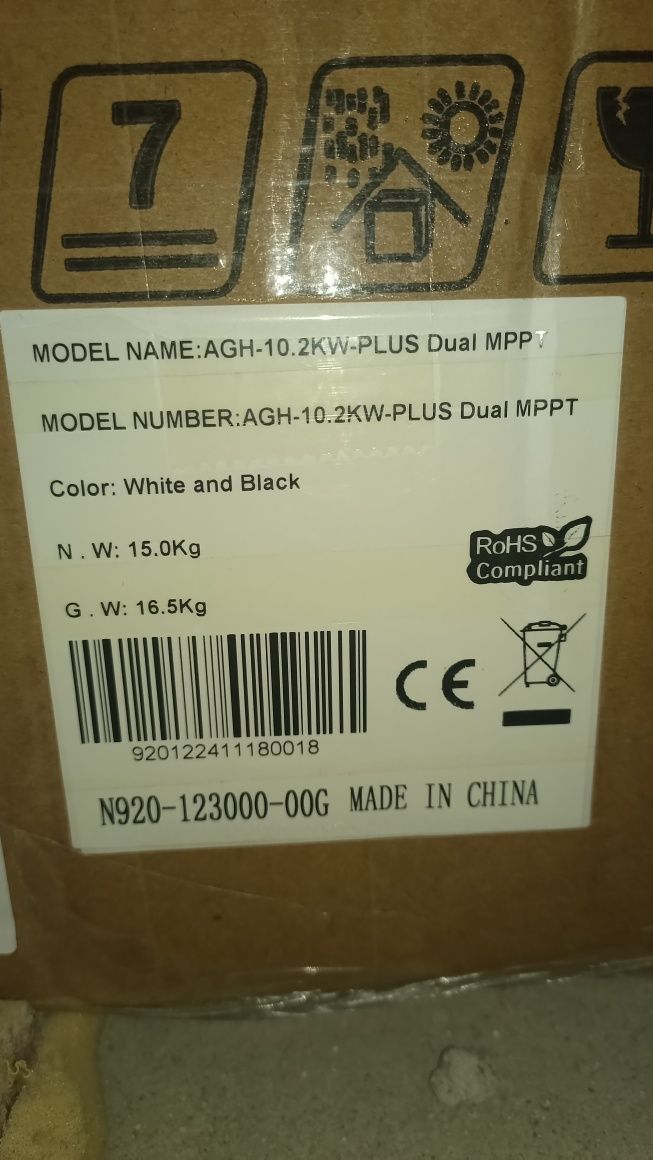 7
MODEL NAME:AGH-10.2KW-PLUS Dual MPPT
MODEL NUMBER:AGH-10.2KW-PLUS Dual MPPT
Color: White and Black
N . W: 15.0Kg
RoHS
Compliant
G . W: 16.5Kg
CE
920122411180018
N920-123000-00G MADE IN CHINA